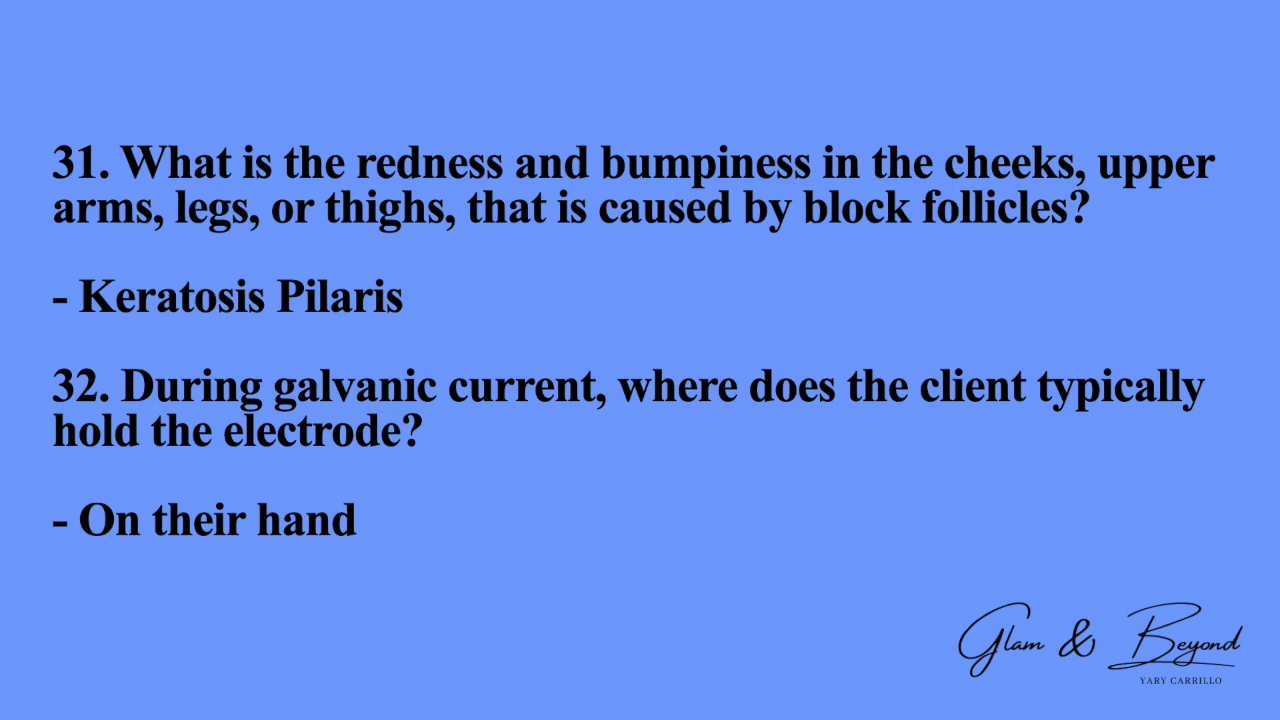 31. What is the redness and bumpiness in the cheeks, upper
arms, legs, or thighs, that is caused by block follicles?
- Keratosis Pilaris
32. During galvanic current, where does the client typically
hold the electrode?
- On their hand
Glam & Beyond
YARY CARRILLO